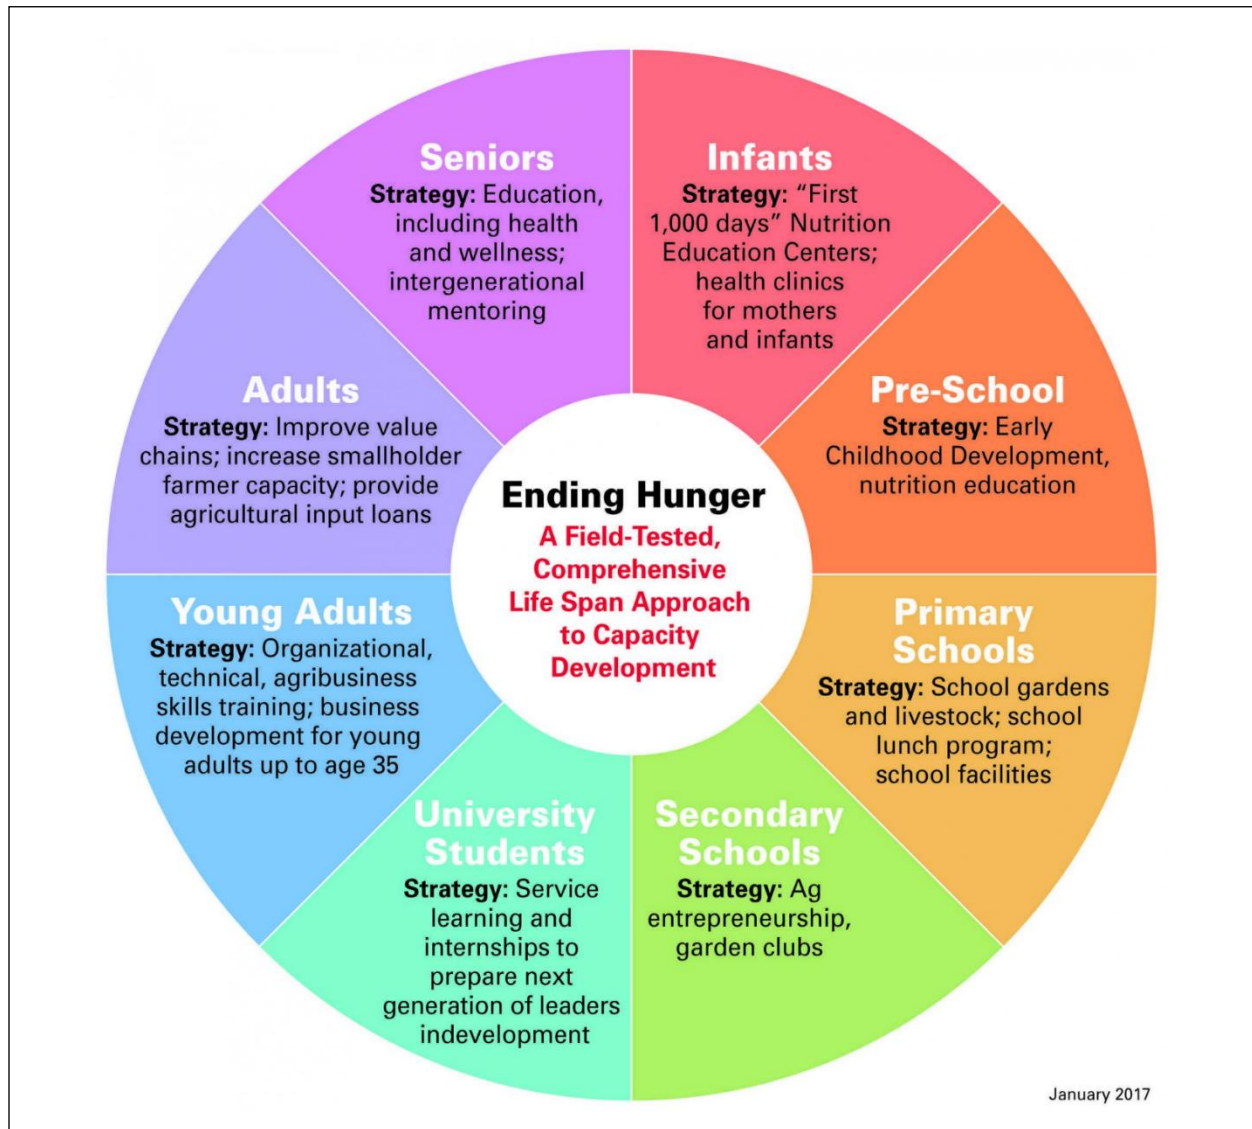 Ending Hunger
A Field-Tested,
Comprehensive
Life Span Approach
to Capacity
Development
Infants
Strategy: “First
1,000 days” Nutrition
Education Centers;
health clinics
for mothers
and infants
Pre-School
Strategy: Early
Childhood Development,
nutrition education
Primary
Schools
Strategy: School gardens
and livestock; school
lunch program;
school facilities
Secondary
Schools
Strategy: Ag
entrepreneurship,
garden clubs
University
Students
Strategy: Service
learning and
internships to
prepare next
generation of leaders
indevelopment
Young Adults
Strategy: Organizational,
technical, agribusiness
skills training; business
development for young
adults up to age 35
Adults
Strategy: Improve value
chains; increase smallholder
farmer capacity; provide
agricultural input loans
Seniors
Strategy: Education,
including health
and wellness;
intergenerational
mentoring
January 2017